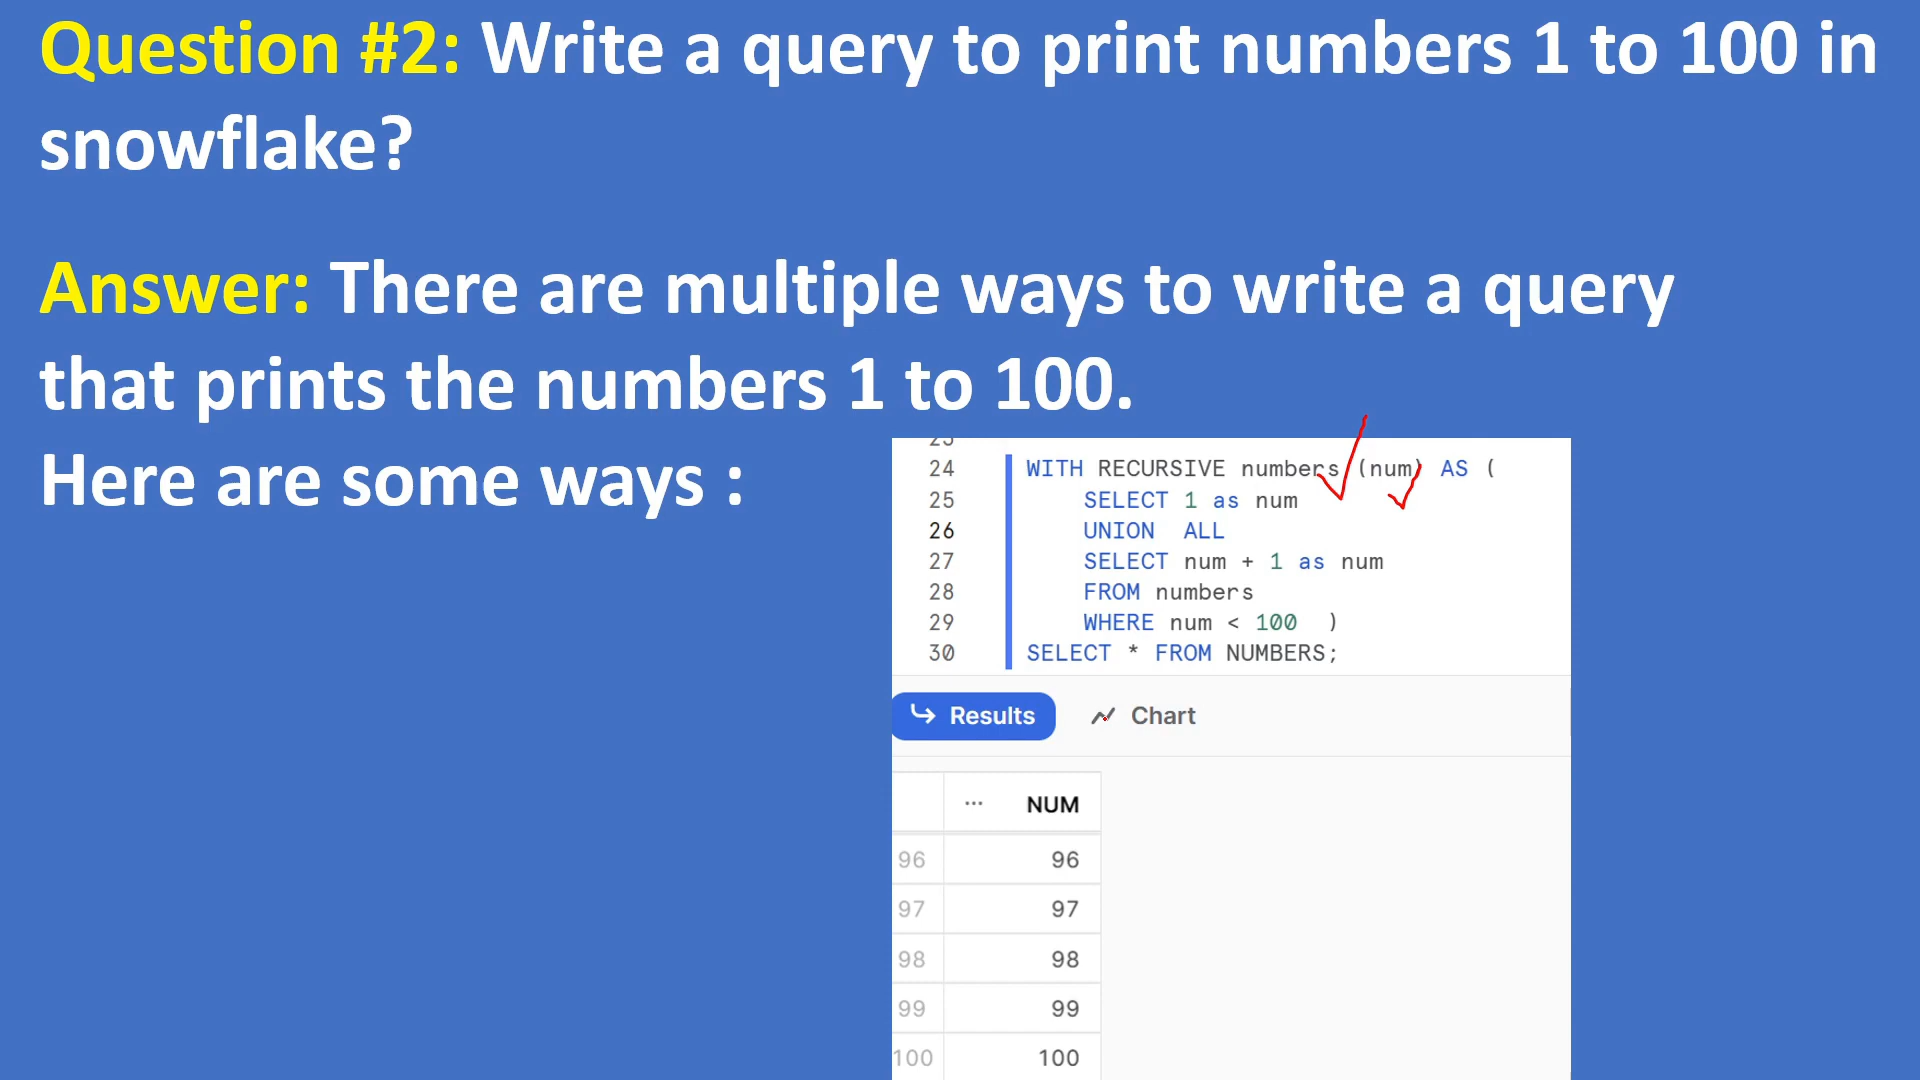 Question #2: Write a query to print numbers 1 to 100 in
snowflake?
Answer: There are multiple ways to write a query
that prints the numbers 1 to 100.
Here are some ways :
24 WITH RECURSIVE numbers (num) AS (
25 SELECT 1 as num
26 UNION ALL
27 SELECT num + 1 as num
28 FROM numbers
29 WHERE num < 100 )
30 SELECT * FROM NUMBERS;
Results Chart
... NUM
96 96
97 97
98 98
99 99
100 100